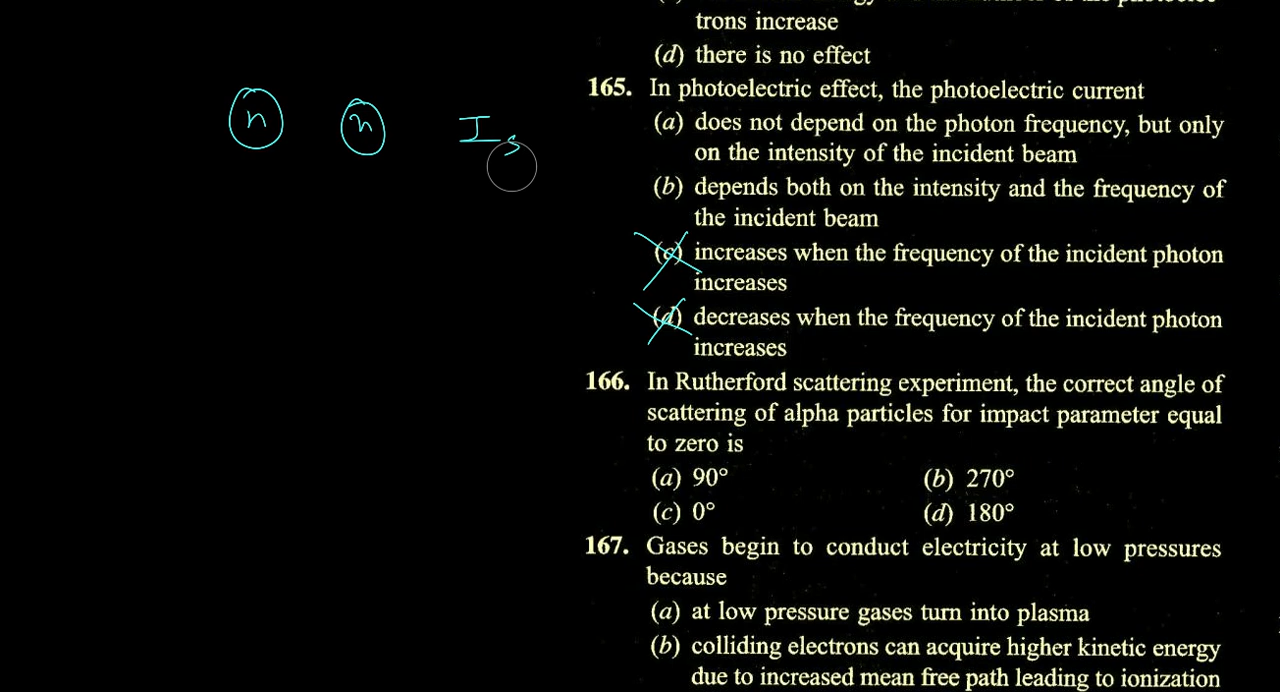 trons increase
(d) there is no effect
165. In photoelectric effect, the photoelectric current
(a) does not depend on the photon frequency, but only
on the intensity of the incident beam
(b) depends both on the intensity and the frequency of
the incident beam
(c) increases when the frequency of the incident photon
increases
(d) decreases when the frequency of the incident photon
increases
166. In Rutherford scattering experiment, the correct angle of
scattering of alpha particles for impact parameter equal
to zero is
(a) 90° (b) 270°
(c) 0° (d) 180°
167. Gases begin to conduct electricity at low pressures
because
(a) at low pressure gases turn into plasma
(b) colliding electrons can acquire higher kinetic energy
due to increased mean free path leading to ionization
n n I s